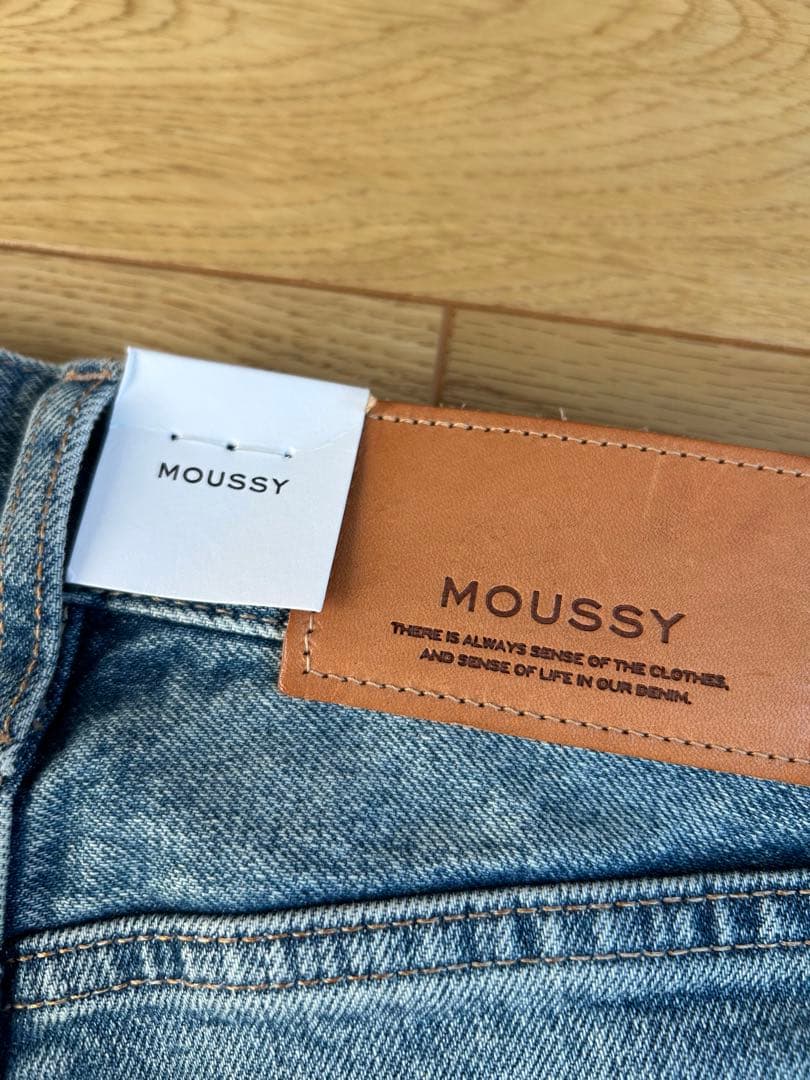 MOUSSY
MOUSSY
THERE IS ALWAYS SENSE OF THE CLOTHES,
AND SENSE OF LIFE IN OUR DENIM.